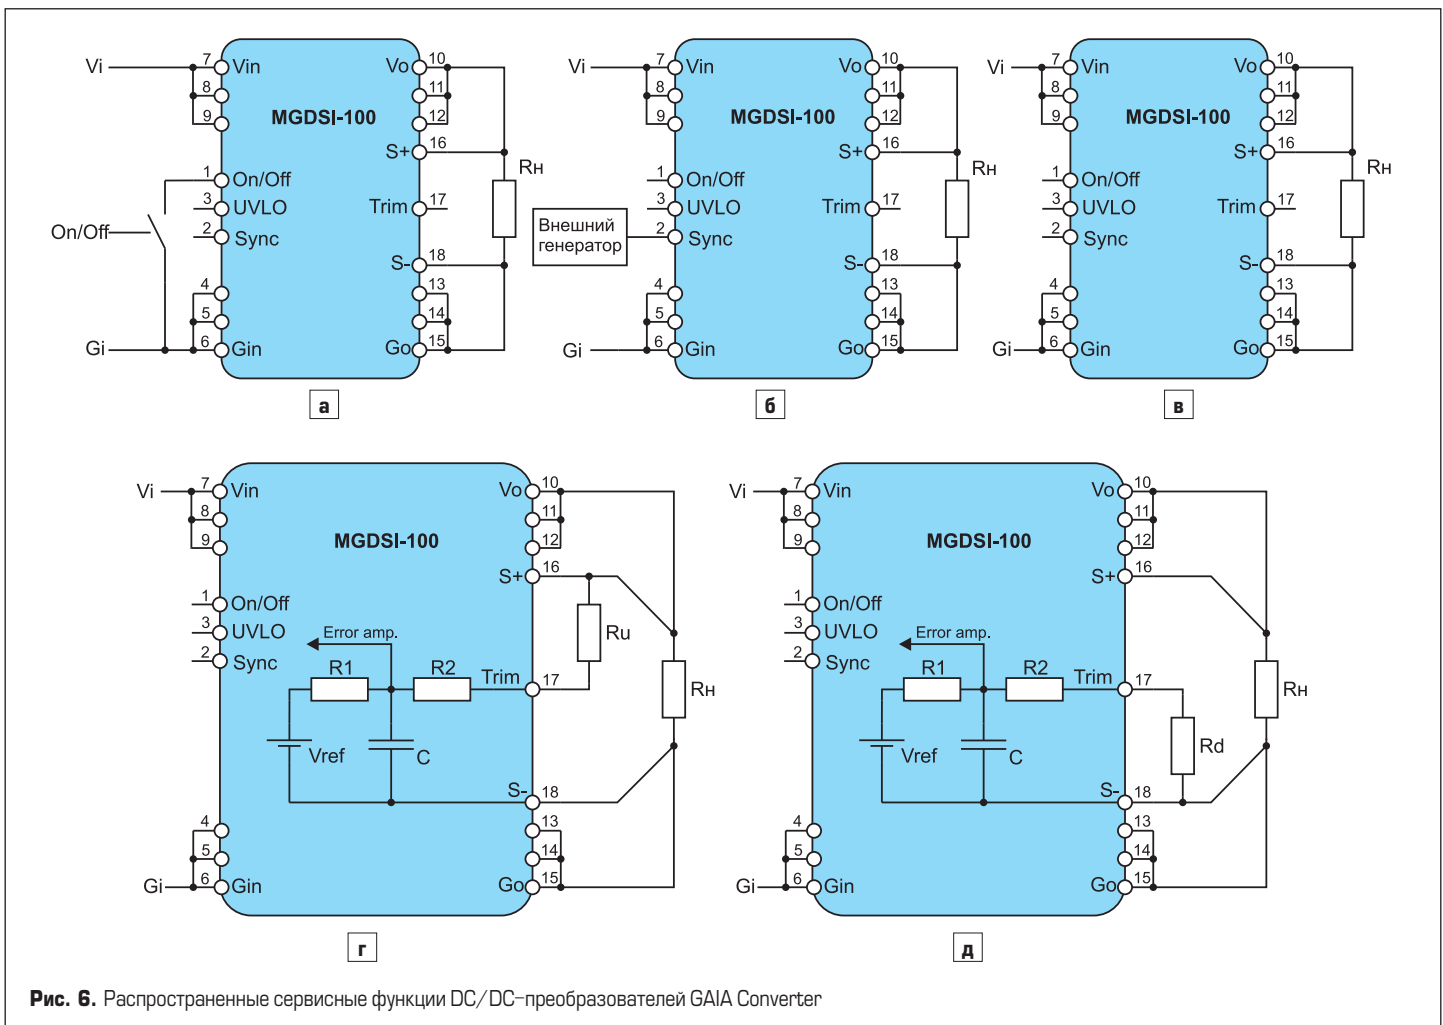 Vi 7 Vin Vo 10
8 11
9 12
MGDSI-100
S+ 16
1 On/Off Rн
3 UVLO Trim 17
On/Off 2 Sync
S- 18
4 13
5 14
Gi 6 Gin Go 15
а
Vi 7 Vin Vo 10
8 11
9 12
MGDSI-100
S+ 16
1 On/Off Rн
3 UVLO Trim 17
Внешний
генератор
2 Sync
S- 18
4 13
5 14
Gi 6 Gin Go 15
б
Vi 7 Vin Vo 10
8 11
9 12
MGDSI-100
S+ 16
1 On/Off Rн
3 UVLO Trim 17
2 Sync
S- 18
4 13
5 14
Gi 6 Gin Go 15
в
Vi 7 Vin Vo 10
8 11
9 12
MGDSI-100
S+ 16
1 On/Off
3 UVLO Error amp. Ru
2 Sync
R1 R2 Trim 17 Rн
Vref C
S- 18
4 13
5 14
Gi 6 Gin Go 15
г
Vi 7 Vin Vo 10
8 11
9 12
MGDSI-100
S+ 16
1 On/Off
3 UVLO Error amp.
2 Sync
R1 R2 Trim 17 Rн
Vref C Rd
S- 18
4 13
5 14
Gi 6 Gin Go 15
д
Рис. 6. Распространенные сервисные функции DC/DC-преобразователей GAIA Converter